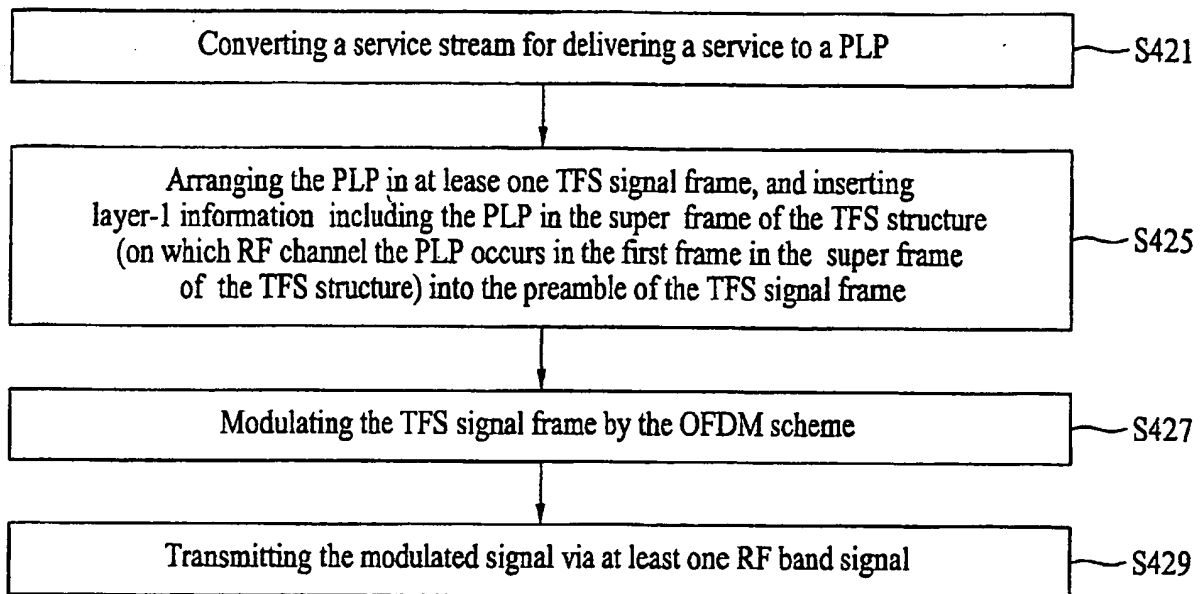 Converting a service stream for delivering a service to a PLP
S421
Arranging the PLP in at lease one TFS signal frame, and inserting
layer-1 information including the PLP in the super frame of the TFS structure
(on which RF channel the PLP occurs in the first frame in the super frame
of the TFS structure) into the preamble of the TFS signal frame
S425
Modulating the TFS signal frame by the OFDM scheme
S427
Transmitting the modulated signal via at least one RF band signal
S429